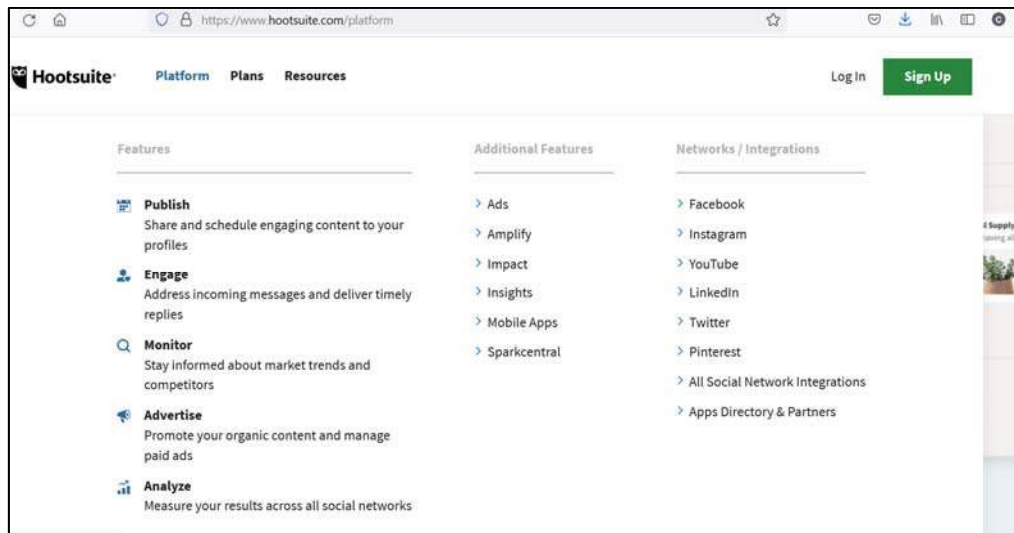 https://www.hootsuite.com/platform
Hootsuite
Platform Plans Resources Log In Sign Up
Features
Publish
Share and schedule engaging content to your
profiles
Engage
Address incoming messages and deliver timely
replies
Monitor
Stay informed about market trends and
competitors
Advertise
Promote your organic content and manage
paid ads
Analyze
Measure your results across all social networks
Additional Features
Ads
Amplify
Impact
Insights
Mobile Apps
Sparkcentral
Networks / Integrations
Facebook
Instagram
YouTube
LinkedIn
Twitter
Pinterest
All Social Network Integrations
Apps Directory & Partners
Supply